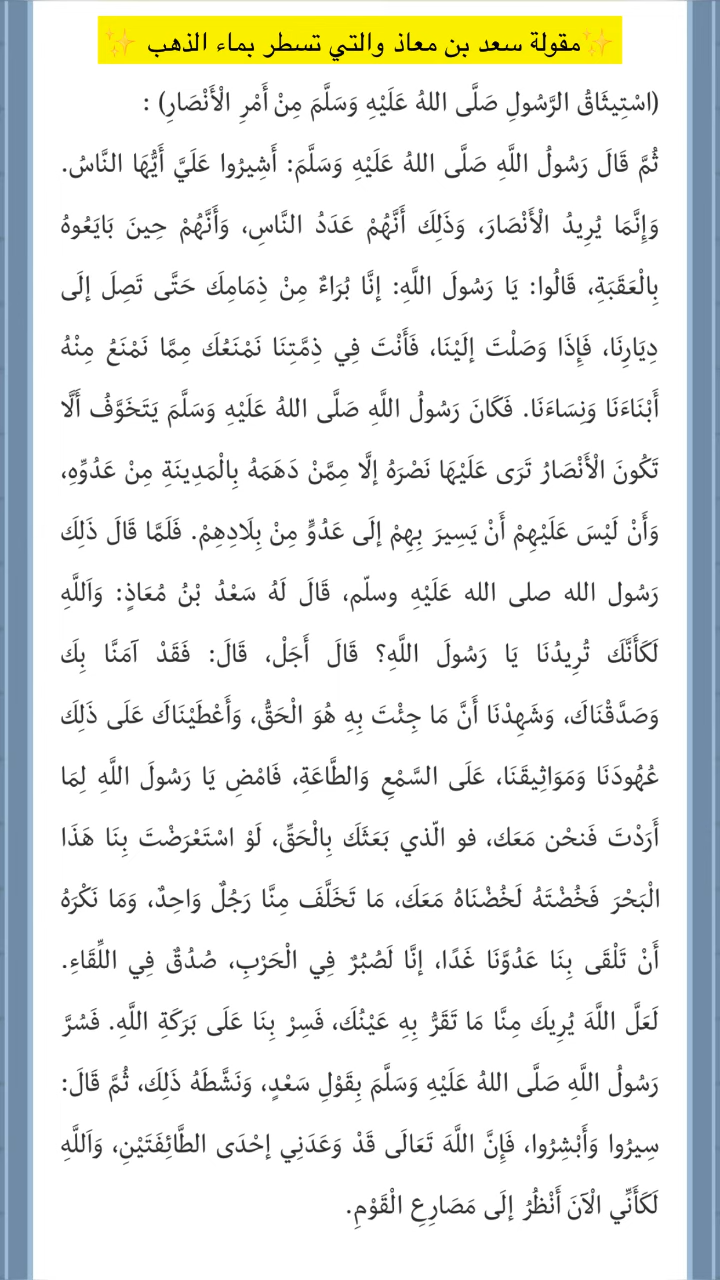 ✨مقولة سعد بن معاذ والتي تسطر بماء الذهب ✨
(اسْتِيثَاقُ الرَّسُولِ صَلَّى اللهُ عَلَيْهِ وَسَلَّمَ مِنْ أَمْرِ الْأَنْصَارِ) :
ثُمَّ قَالَ رَسُولُ اللَّهِ صَلَّى اللهُ عَلَيْهِ وَسَلَّمَ: أَشِيرُوا عَلَيَّ أَيُّهَا النَّاسُ.
وَإِنَّمَا يُرِيدُ الْأَنْصَارَ، وَذَلِكَ أَنَّهُمْ عَدَدُ النَّاسِ، وَأَنَّهُمْ حِينَ بَايَعُوهُ
بِالْعَقَبَةِ، قَالُوا: يَا رَسُولَ اللَّهِ: إنَّا بُرَاءٌ مِنْ ذِمَامِكَ حَتَّى تَصِلَ إلَى
دِيَارِنَا، فَإِذَا وَصَلْتَ إلَيْنَا، فَأَنْتَ فِي ذِمَّتِنَا نَمْنَعُكَ مِمَّا نَمْنَعُ مِنْهُ
أَبْنَاءَنَا وَنِسَاءَنَا. فَكَانَ رَسُولُ اللَّهِ صَلَّى اللهُ عَلَيْهِ وَسَلَّمَ يَتَخَوَّفُ أَلَّا
تَكُونَ الْأَنْصَارُ تَرَى عَلَيْهَا نَصْرَهُ إلَّا مِمَّنْ دَهَمَهُ بِالْمَدِينَةِ مِنْ عَدُوِّهِ،
وَأَنْ لَيْسَ عَلَيْهِمْ أَنْ يَسِيرَ بِهِمْ إلَى عَدُوٍّ مِنْ بِلَادِهِمْ. فَلَمَّا قَالَ ذَلِكَ
رَسُول الله صلى الله عَلَيْهِ وسلّم، قَالَ لَهُ سَعْدُ بْنُ مُعَاذٍ: وَاَللَّهِ
لَكَأَنَّكَ تُرِيدُنَا يَا رَسُولَ اللَّهِ؟ قَالَ أَجَلْ، قَالَ: فَقَدْ آمَنَّا بِكَ
وَصَدَّقْنَاكَ، وَشَهِدْنَا أَنَّ مَا جِئْتَ بِهِ هُوَ الْحَقُّ، وَأَعْطَيْنَاكَ عَلَى ذَلِكَ
عُهُودَنَا وَمَوَاثِيقَنَا، عَلَى السَّمْعِ وَالطَّاعَةِ، فَامْضِ يَا رَسُولَ اللَّهِ لِمَا
أَرَدْتَ فَنحْن مَعَك، فو الّذي بَعَثَكَ بِالْحَقِّ، لَوْ اسْتَعْرَضْتَ بِنَا هَذَا
الْبَحْرَ فَخُضْتَهُ لَخُضْنَاهُ مَعَكَ، مَا تَخَلَّفَ مِنَّا رَجُلٌ وَاحِدٌ، وَمَا نَكْرَهُ
أَنْ تَلْقَى بِنَا عَدُوَّنَا غَدًا، إنَّا لَصُبُرٌ فِي الْحَرْبِ، صُدُقٌ فِي اللِّقَاءِ.
لَعَلَّ اللَّهَ يُرِيكَ مِنَّا مَا تَقَرُّ بِهِ عَيْنُكَ، فَسِرْ بِنَا عَلَى بَرَكَةِ اللَّهِ. فَسُرَّ
رَسُولُ اللَّهِ صَلَّى اللهُ عَلَيْهِ وَسَلَّمَ بِقَوْلِ سَعْدٍ، وَنَشَّطَهُ ذَلِكَ، ثُمَّ قَالَ:
سِيرُوا وَأَبْشِرُوا، فَإِنَّ اللَّهَ تَعَالَى قَدْ وَعَدَنِي إحْدَى الطَّائِفَتَيْنِ، وَاَللَّهِ
لَكَأَنِّي الْآنَ أَنْظُرُ إلَى مَصَارِعِ الْقَوْمِ.